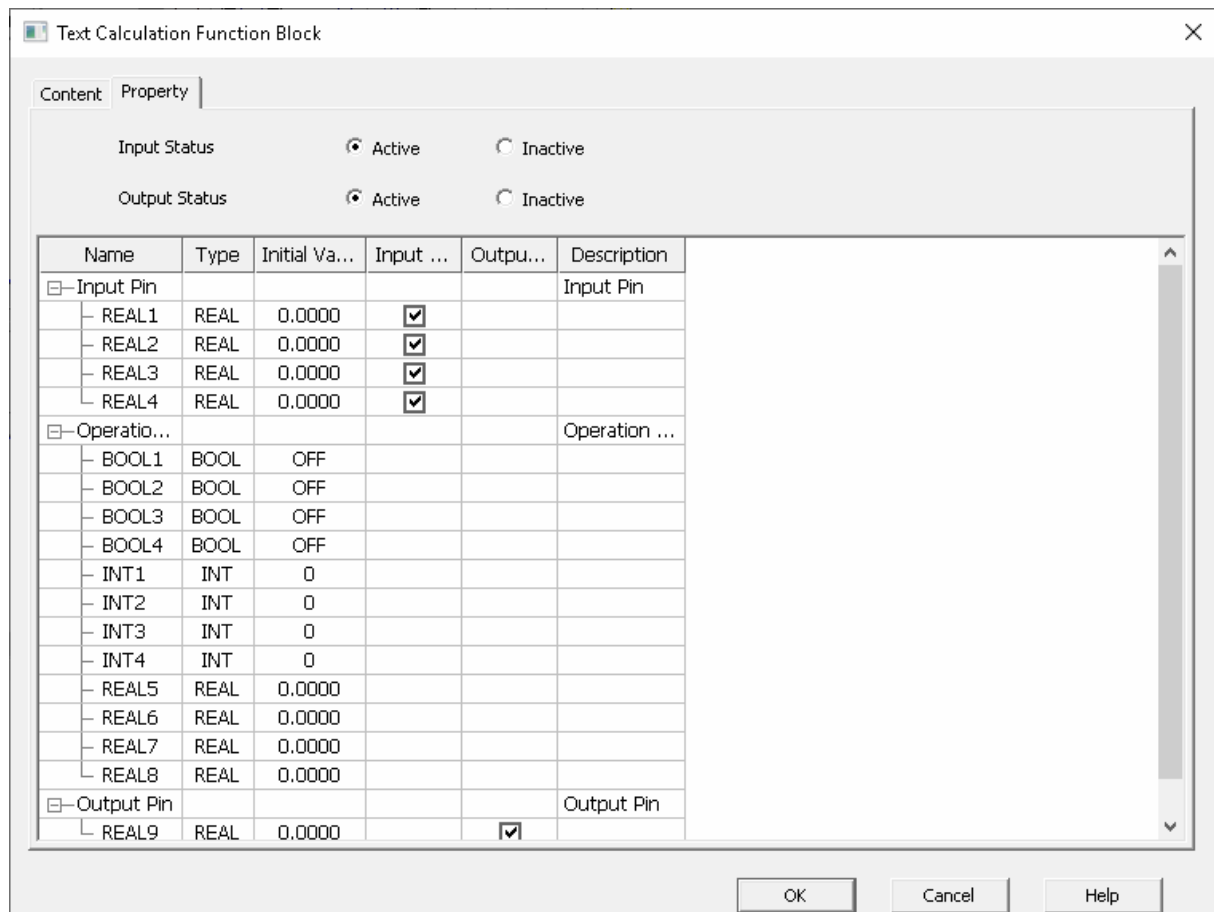 Text Calculation Function Block
Content Property
Input Status Active Inactive
Output Status Active Inactive
Name Type Initial Va... Input ... Outpu... Description
Input Pin Input Pin
REAL1 REAL 0.0000
REAL2 REAL 0.0000
REAL3 REAL 0.0000
REAL4 REAL 0.0000
Operatio... Operation ...
BOOL1 BOOL OFF
BOOL2 BOOL OFF
BOOL3 BOOL OFF
BOOL4 BOOL OFF
INT1 INT 0
INT2 INT 0
INT3 INT 0
INT4 INT 0
REAL5 REAL 0.0000
REAL6 REAL 0.0000
REAL7 REAL 0.0000
REAL8 REAL 0.0000
Output Pin Output Pin
REAL9 REAL 0.0000
OK Cancel Help